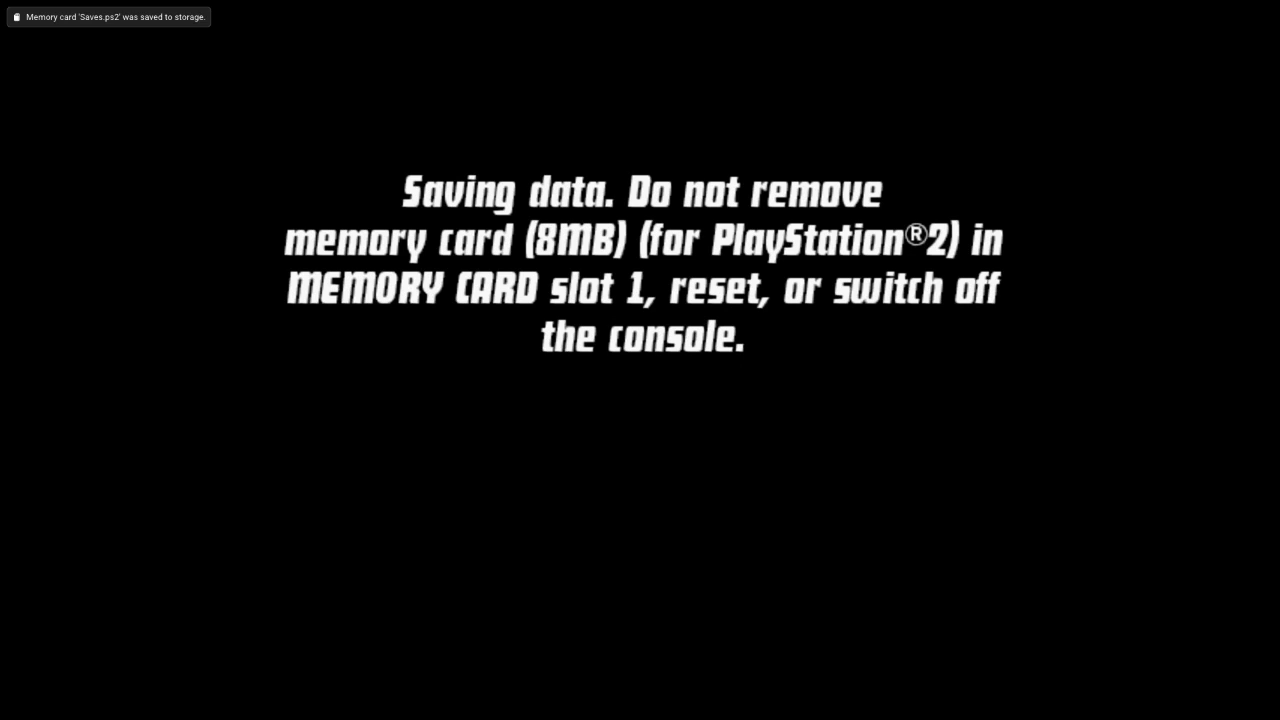 Memory card 'Saves.ps2' was saved to storage.
Saving data. Do not remove
memory card (8MB) (for PlayStation®2) in
MEMORY CARD slot 1, reset, or switch off
the console.